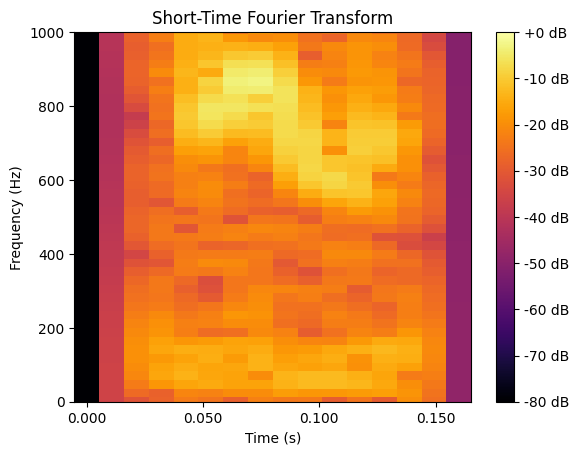 Short-Time Fourier Transform
1000
800
600
400
200
0
Frequency (Hz)
0.000
0.050
0.100
0.150
Time (s)
+0 dB
-10 dB
-20 dB
-30 dB
-40 dB
-50 dB
-60 dB
-70 dB
-80 dB